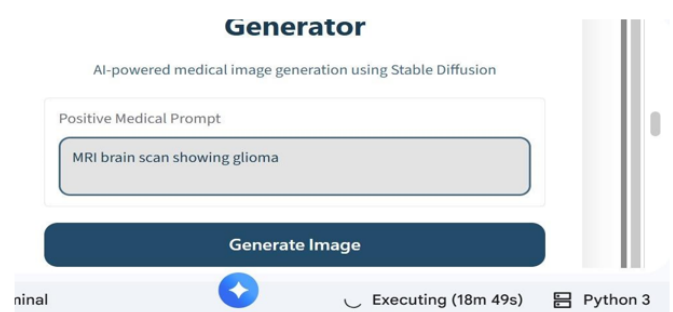 Generator
AI-powered medical image generation using Stable Diffusion
Positive Medical Prompt
MRI brain scan showing glioma
Generate Image
minal
Executing (18m 49s)
Python 3